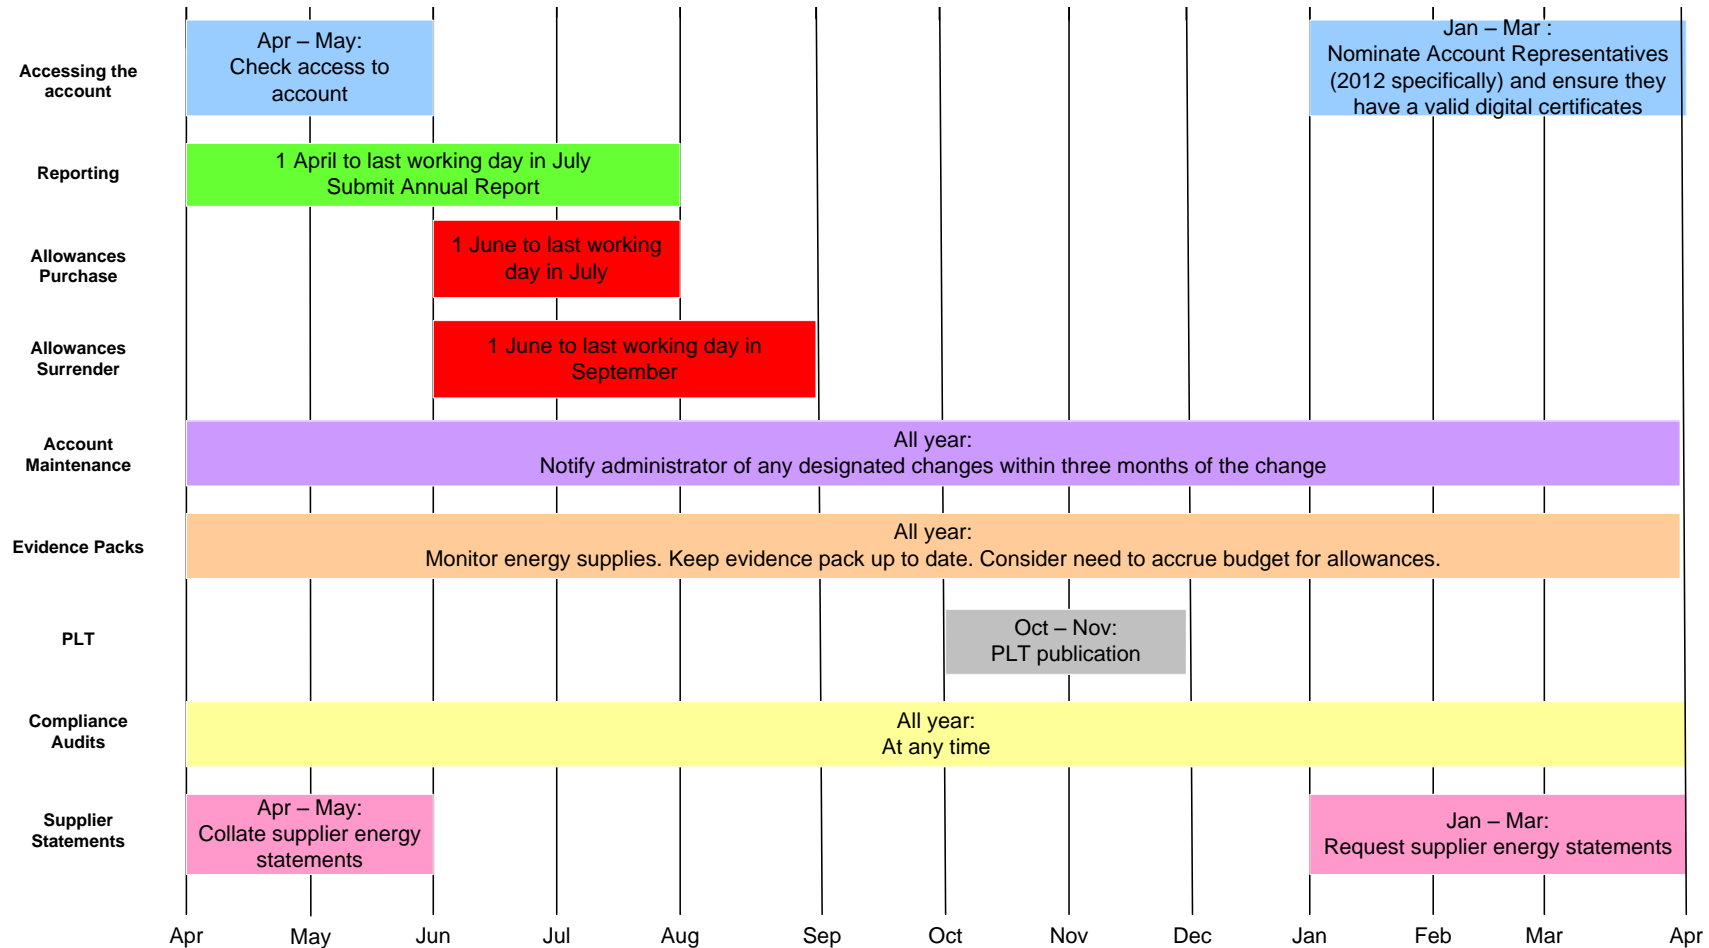 Accessing the
account
Apr – May:
Check access to
account
Jan – Mar :
Nominate Account Representatives
(2012 specifically) and ensure they
have a valid digital certificates
Reporting
1 April to last working day in July
Submit Annual Report
Allowances
Purchase
1 June to last working
day in July
Allowances
Surrender
1 June to last working day in
September
Account
Maintenance
All year:
Notify administrator of any designated changes within three months of the change
Evidence Packs
All year:
Monitor energy supplies. Keep evidence pack up to date. Consider need to accrue budget for allowances.
PLT
Oct – Nov:
PLT publication
Compliance
Audits
All year:
At any time
Supplier
Statements
Apr – May:
Collate supplier energy
statements
Jan – Mar:
Request supplier energy statements
Apr May Jun Jul Aug Sep Oct Nov Dec Jan Feb Mar Apr